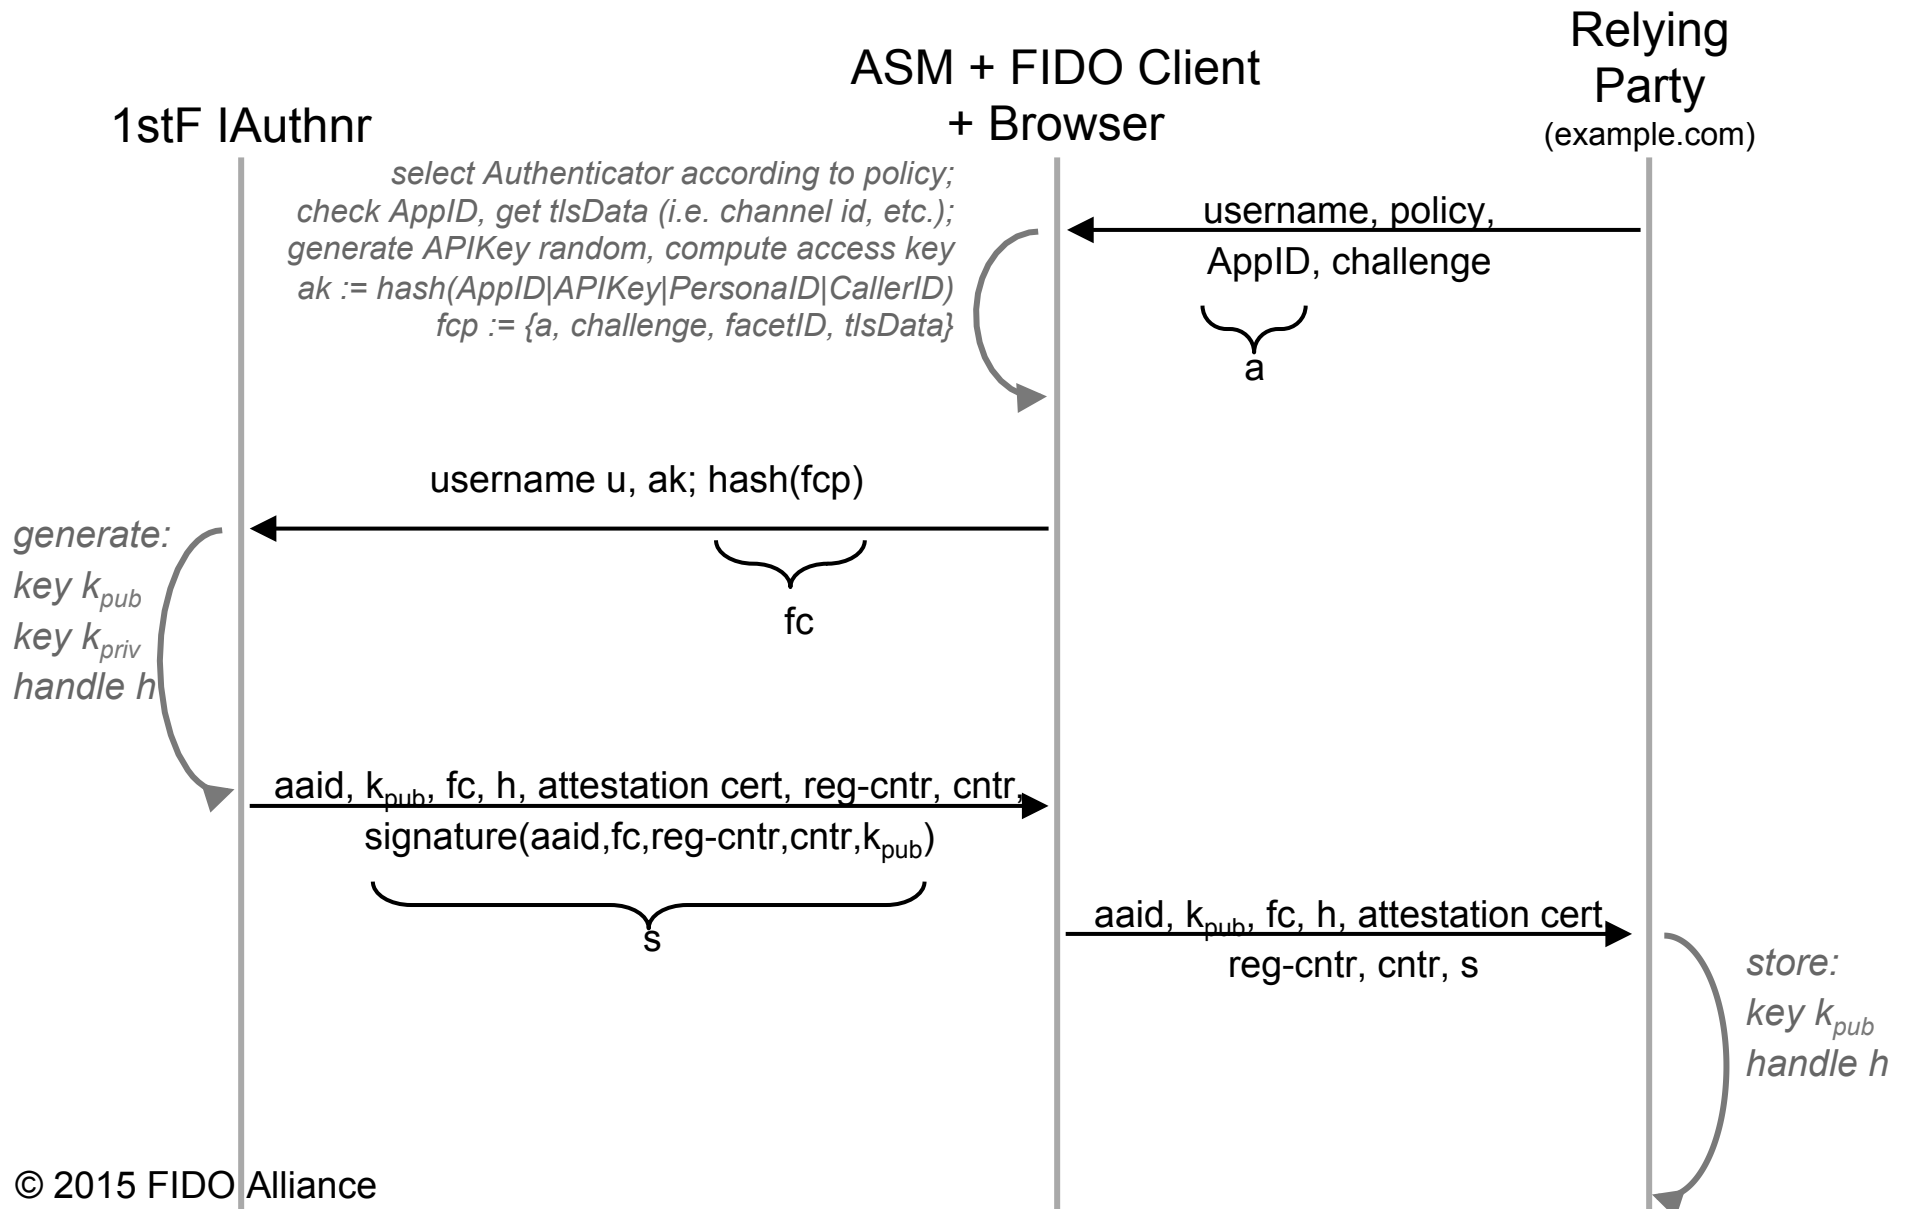 Relying
Party
(example.com)
ASM + FIDO Client
+ Browser
1stF IAuthnr
select Authenticator according to policy;
check AppID, get tlsData (i.e. channel id, etc.);
generate APIKey random, compute access key
ak := hash(AppID|APIKey|PersonaID|CallerID)
fcp := {a, challenge, facetID, tlsData}
username, policy,
AppID, challenge
a
username u, ak; hash(fcp)
fc
generate:
key kpub
key kpriv
handle h
aaid, kpub, fc, h, attestation cert, reg-cntr, cntr,
signature(aaid,fc,reg-cntr,cntr,kpub)
s
aaid, kpub, fc, h, attestation cert
reg-cntr, cntr, s
store:
key kpub
handle h
© 2015 FIDO Alliance